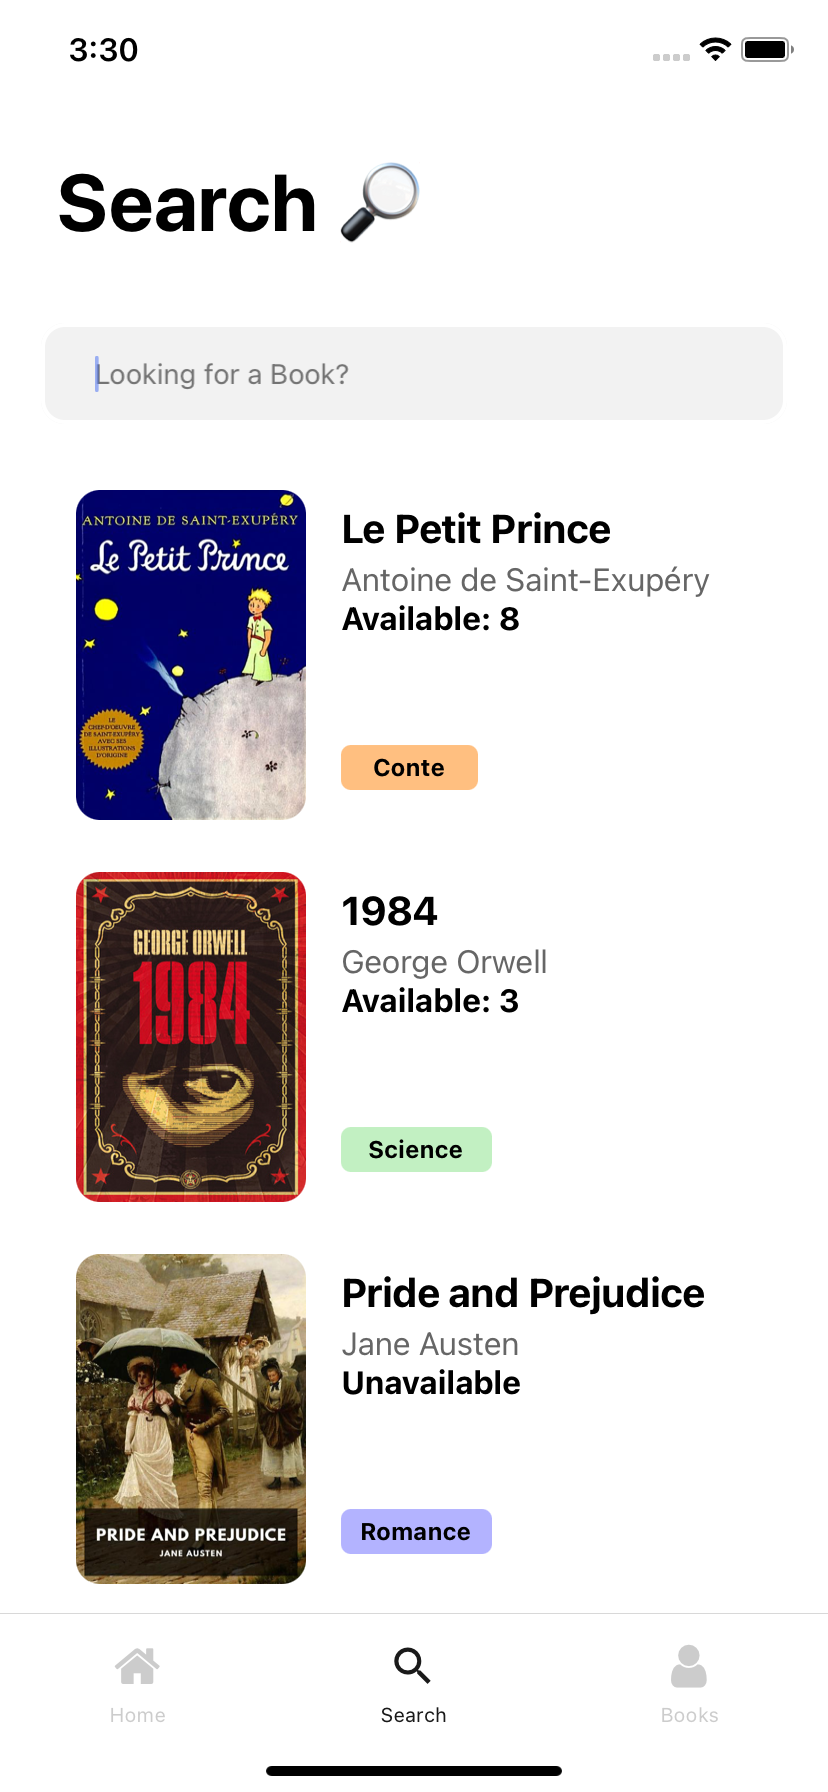 3:30
Search
Looking for a Book?
ANTOINE DE SAINT-EXUPÉRY
Le Petit Prince
LE
CHEF-D'ŒUVRE
DE SAINT-EXUPÉRY
AVEC SES
ILLUSTRATIONS
D'ORIGINE
Le Petit Prince
Antoine de Saint-Exupéry
Available: 8
Conte
GEORGE ORWELL
1984
1984
George Orwell
Available: 3
Science
PRIDE AND PREJUDICE
JANE AUSTEN
Pride and Prejudice
Jane Austen
Unavailable
Romance
Home
Search
Books